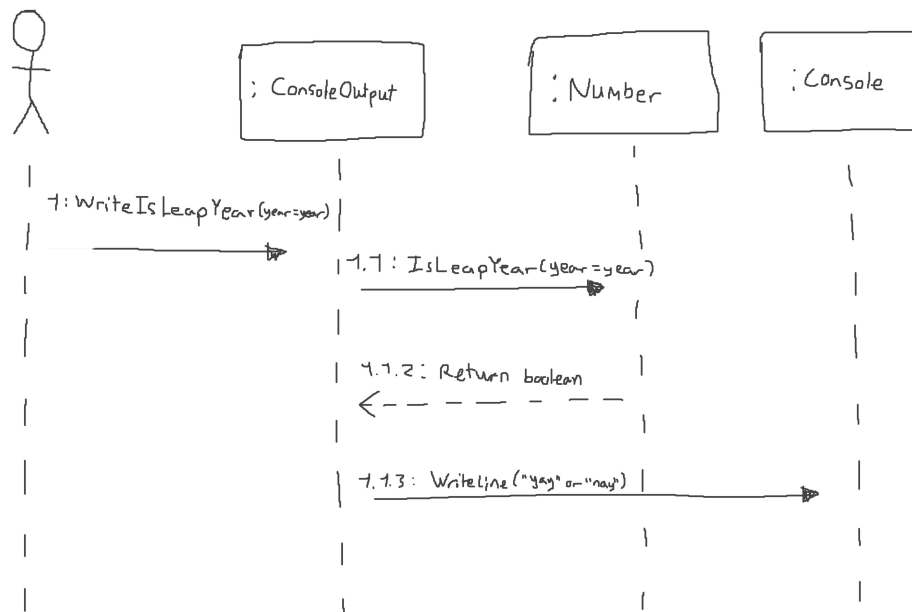 : ConsoleOutput
: Number
: Console
1: WriteIsLeapYear(year=year)
1.1: IsLeapYear(year=year)
1.1.2: Return boolean
1.1.3: WriteLine("yay" or "nay")